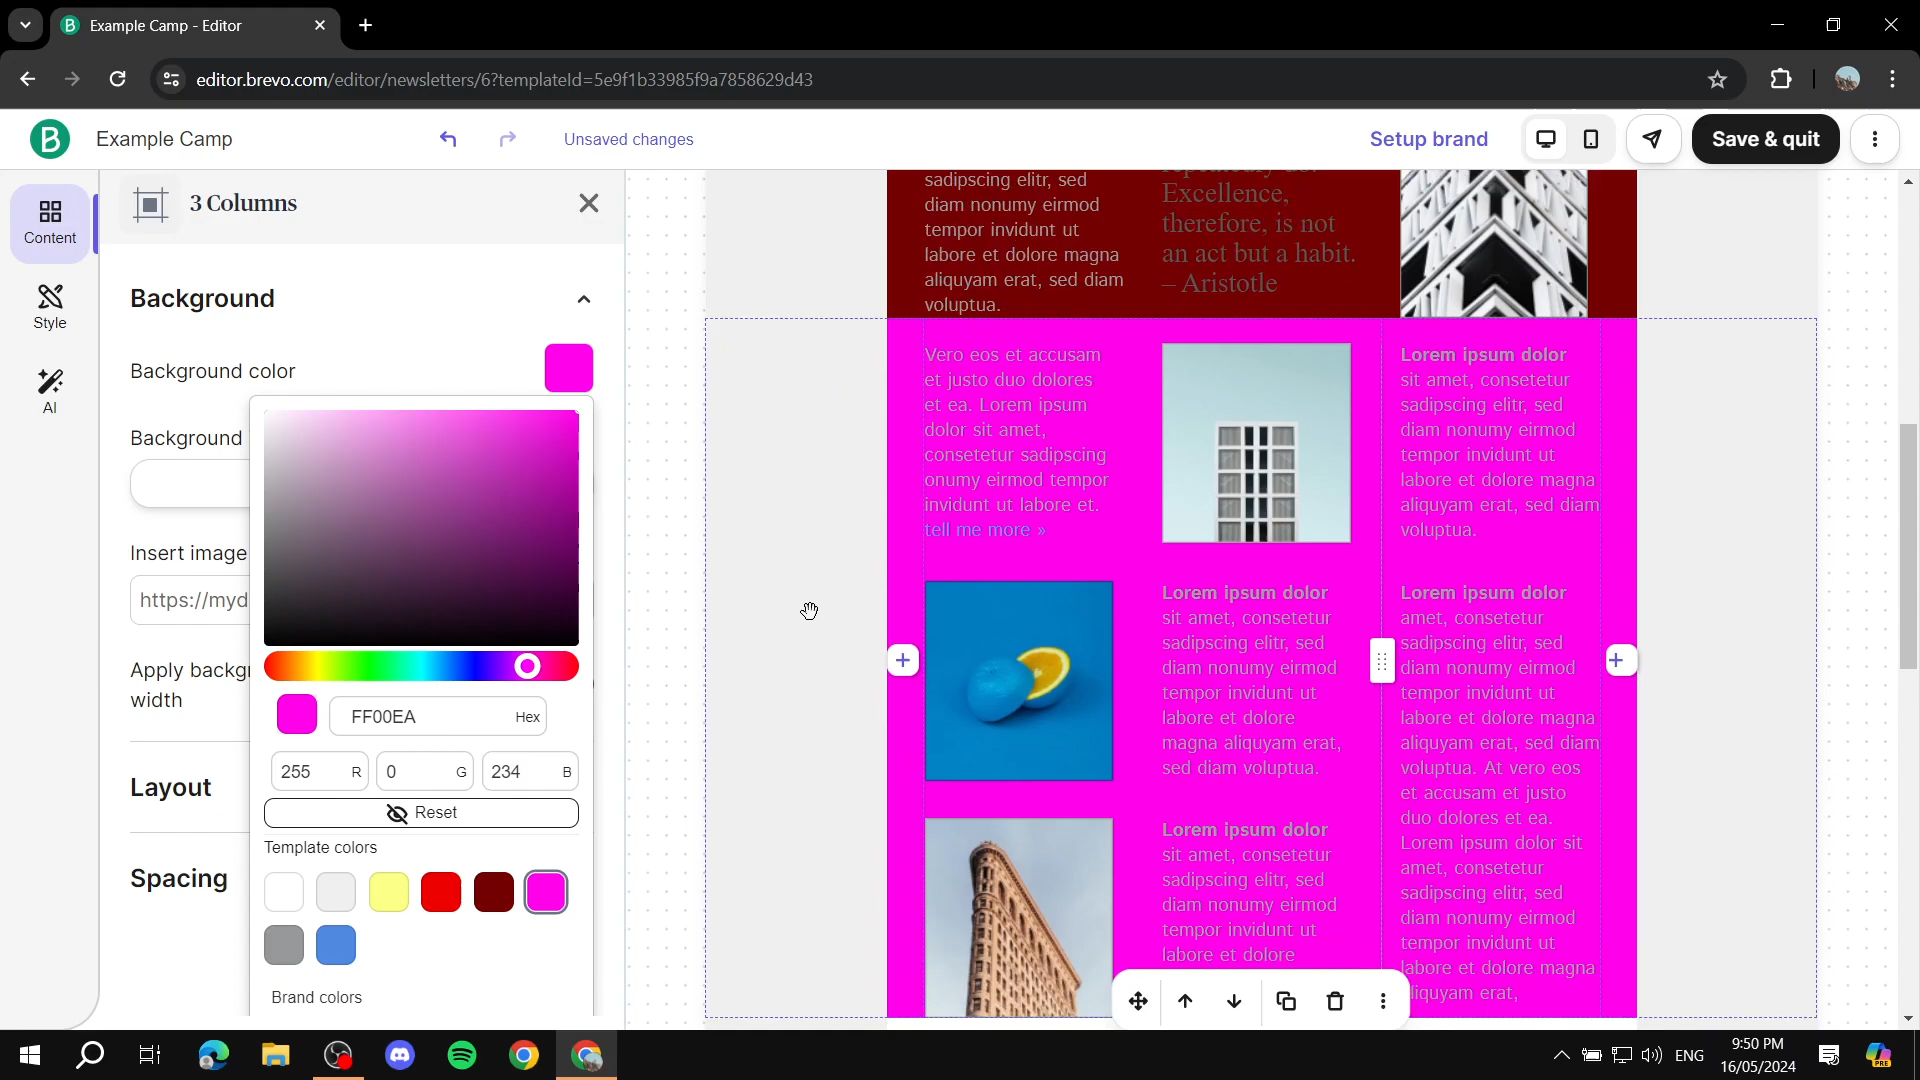 Example Camp - Editor
editor.brevo.com/editor/newsletters/6?templateId=5e9f1b33985f9a7858629d43
B
Example Camp
Unsaved changes
Setup brand
Save & quit
Content
Style
AI
3 Columns
Background
Background color
Background
Insert image
https://myd
Apply backgr
width
Layout
Spacing
FF00EA Hex
255 R 0 G 234 B
Reset
Template colors
Brand colors
sadipscing elitr, sed
diam nonumy eirmod
tempor invidunt ut
labore et dolore magna
aliquyam erat, sed diam
voluptua.
repeatedly do.
Excellence,
therefore, is not
an act but a habit.
– Aristotle
Vero eos et accusam
et justo duo dolores
et ea. Lorem ipsum
dolor sit amet,
consetetur sadipscing
onumy eirmod tempor
invidunt ut labore et.
tell me more »
Lorem ipsum dolor
sit amet, consetetur
sadipscing elitr, sed
diam nonumy eirmod
tempor invidunt ut
labore et dolore magna
aliquyam erat, sed diam
voluptua.
Lorem ipsum dolor
sit amet, consetetur
sadipscing elitr, sed
diam nonumy eirmod
tempor invidunt ut
labore et dolore
magna aliquyam erat,
sed diam voluptua.
Lorem ipsum dolor
amet, consetetur
sadipscing elitr, sed
diam nonumy eirmod
tempor invidunt ut
labore et dolore magna
aliquyam erat, sed diam
voluptua. At vero eos
et accusam et justo
duo dolores et ea.
Lorem ipsum dolor sit
amet, consetetur
sadipscing elitr, sed
diam nonumy eirmod
tempor invidunt ut
labore et dolore magna
liquyam erat,
Lorem ipsum dolor
sit amet, consetetur
sadipscing elitr, sed
diam nonumy eirmod
tempor invidunt ut
labore et dolore
ENG
9:50 PM
16/05/2024
PRE